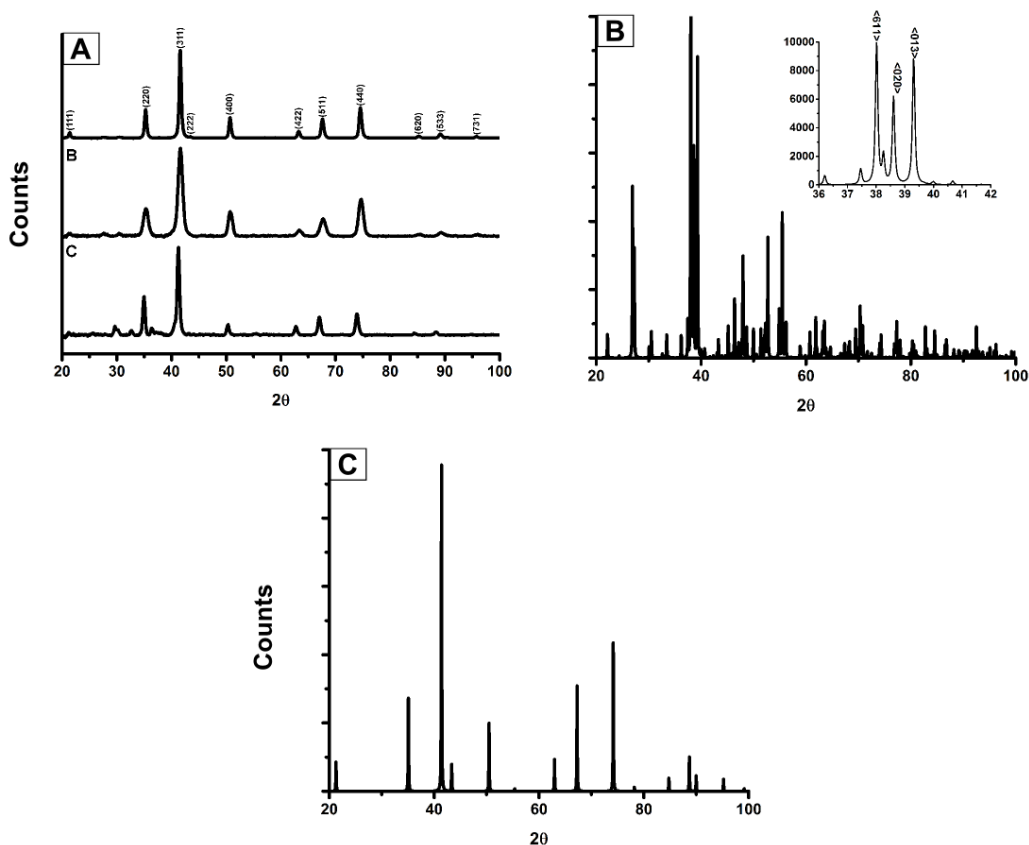 A
(111)
(220)
(311)
(222)
(400)
(422)
(511)
(440)
(620)
(533)
(731)
B
C
Counts
20 30 40 50 60 70 80 90 100
2θ
B
<611>
<020>
<013>
10000
8000
6000
4000
2000
0
36 37 38 39 40 41 42
20 40 60 80 100
2θ
C
Counts
20 40 60 80 100
2θ